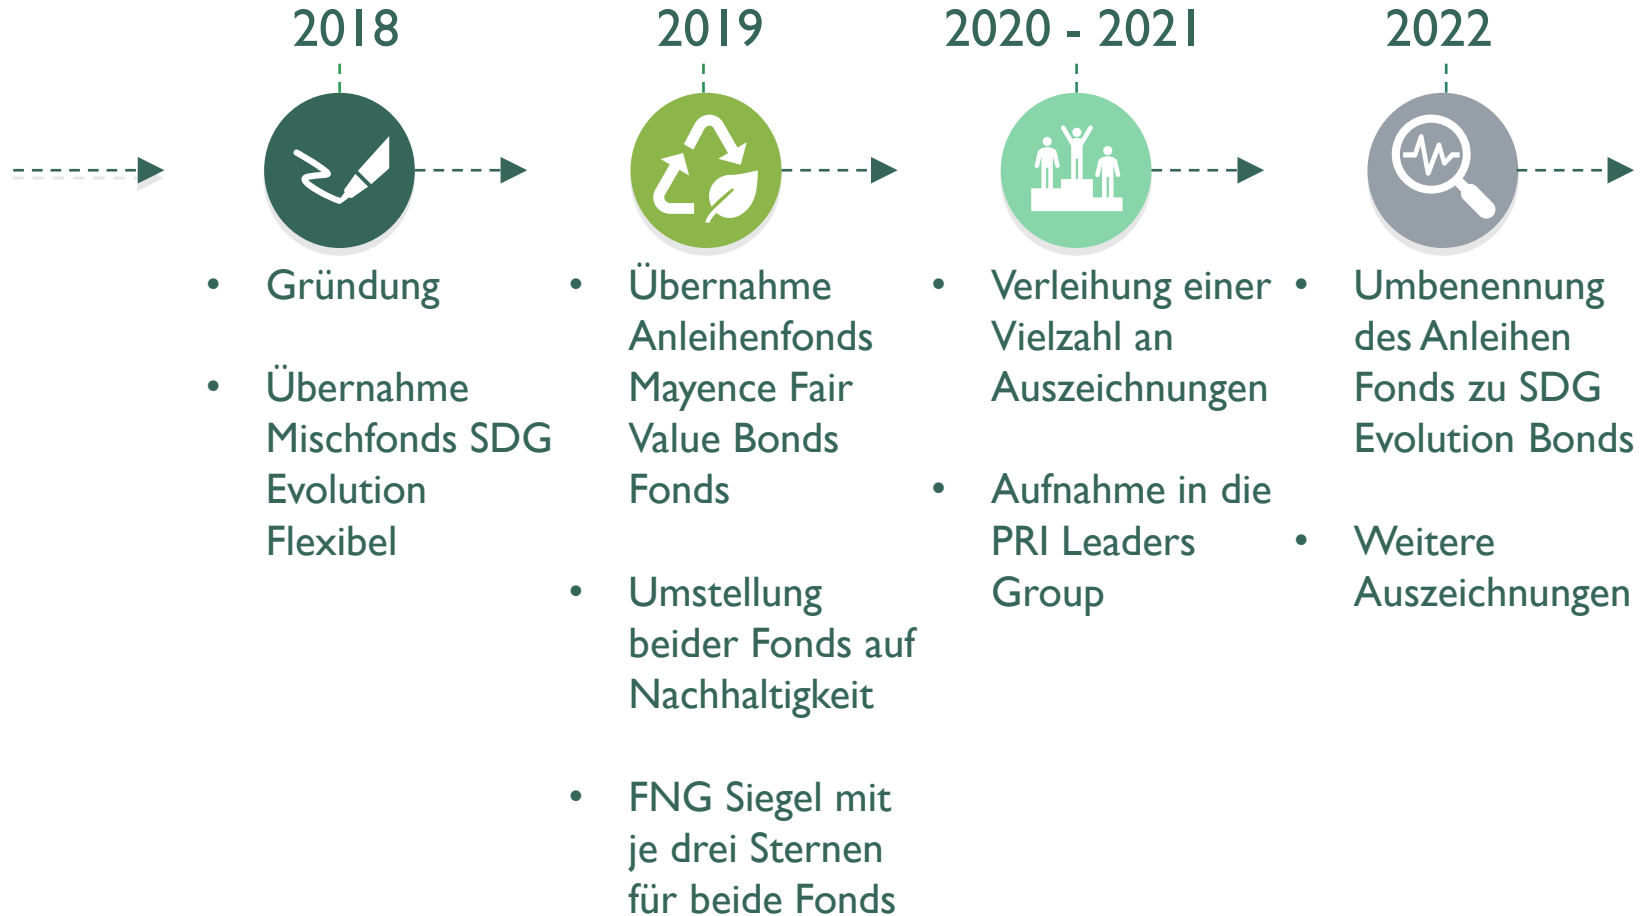 2018
• Gründung
• Übernahme
Mischfonds SDG
Evolution
Flexibel
2019
• Übernahme
Anleihenfonds
Mayence Fair
Value Bonds
Fonds
• Umstellung
beider Fonds auf
Nachhaltigkeit
• FNG Siegel mit
je drei Sternen
für beide Fonds
2020 - 2021
• Verleihung einer
Vielzahl an
Auszeichnungen
• Aufnahme in die
PRI Leaders
Group
2022
• Umbenennung
des Anleihen
Fonds zu SDG
Evolution Bonds
• Weitere
Auszeichnungen